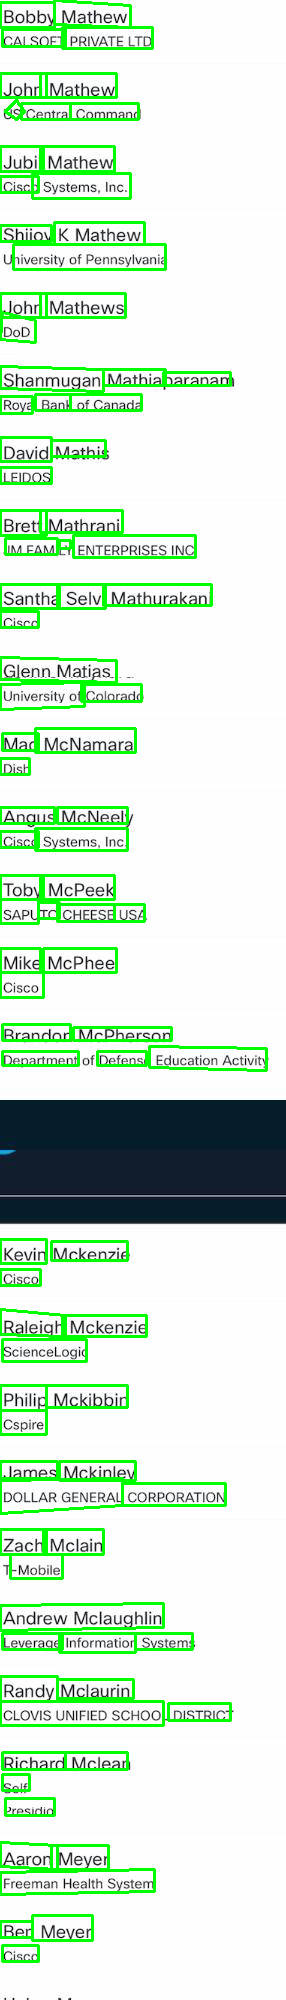 Bobby Mathew
CALSOFT PRIVATE LTD
John Mathew
US Central Command
Jubi Mathew
Cisco Systems, Inc.
Shijoy K Mathew
University of Pennsylvania
John Mathews
DoD
Shanmugan Mathiaparanam
Royal Bank of Canada
David Mathis
LEIDOS
Brett Mathrani
JM FAMILY ENTERPRISES INC
Santha Selvi Mathurakani
Cisco
Glenn Matias
University of Colorado
Mac McNamara
Dish
Angus McNeely
Cisco Systems, Inc.
Toby McPeek
SAPUTO CHEESE USA
Mike McPhee
Cisco
Brandon McPherson
Department of Defense Education Activity
Kevin Mckenzie
Cisco
Raleigh Mckenzie
ScienceLogic
Philip Mckibbin
Cspire
James Mckinley
DOLLAR GENERAL CORPORATION
Zach Mclain
T-Mobile
Andrew Mclaughlin
Leverage Information Systems
Randy Mclaurin
CLOVIS UNIFIED SCHOOL DISTRICT
Richard Mclean
Self
Presidio
Aaron Meyer
Freeman Health System
Ben Meyer
Cisco